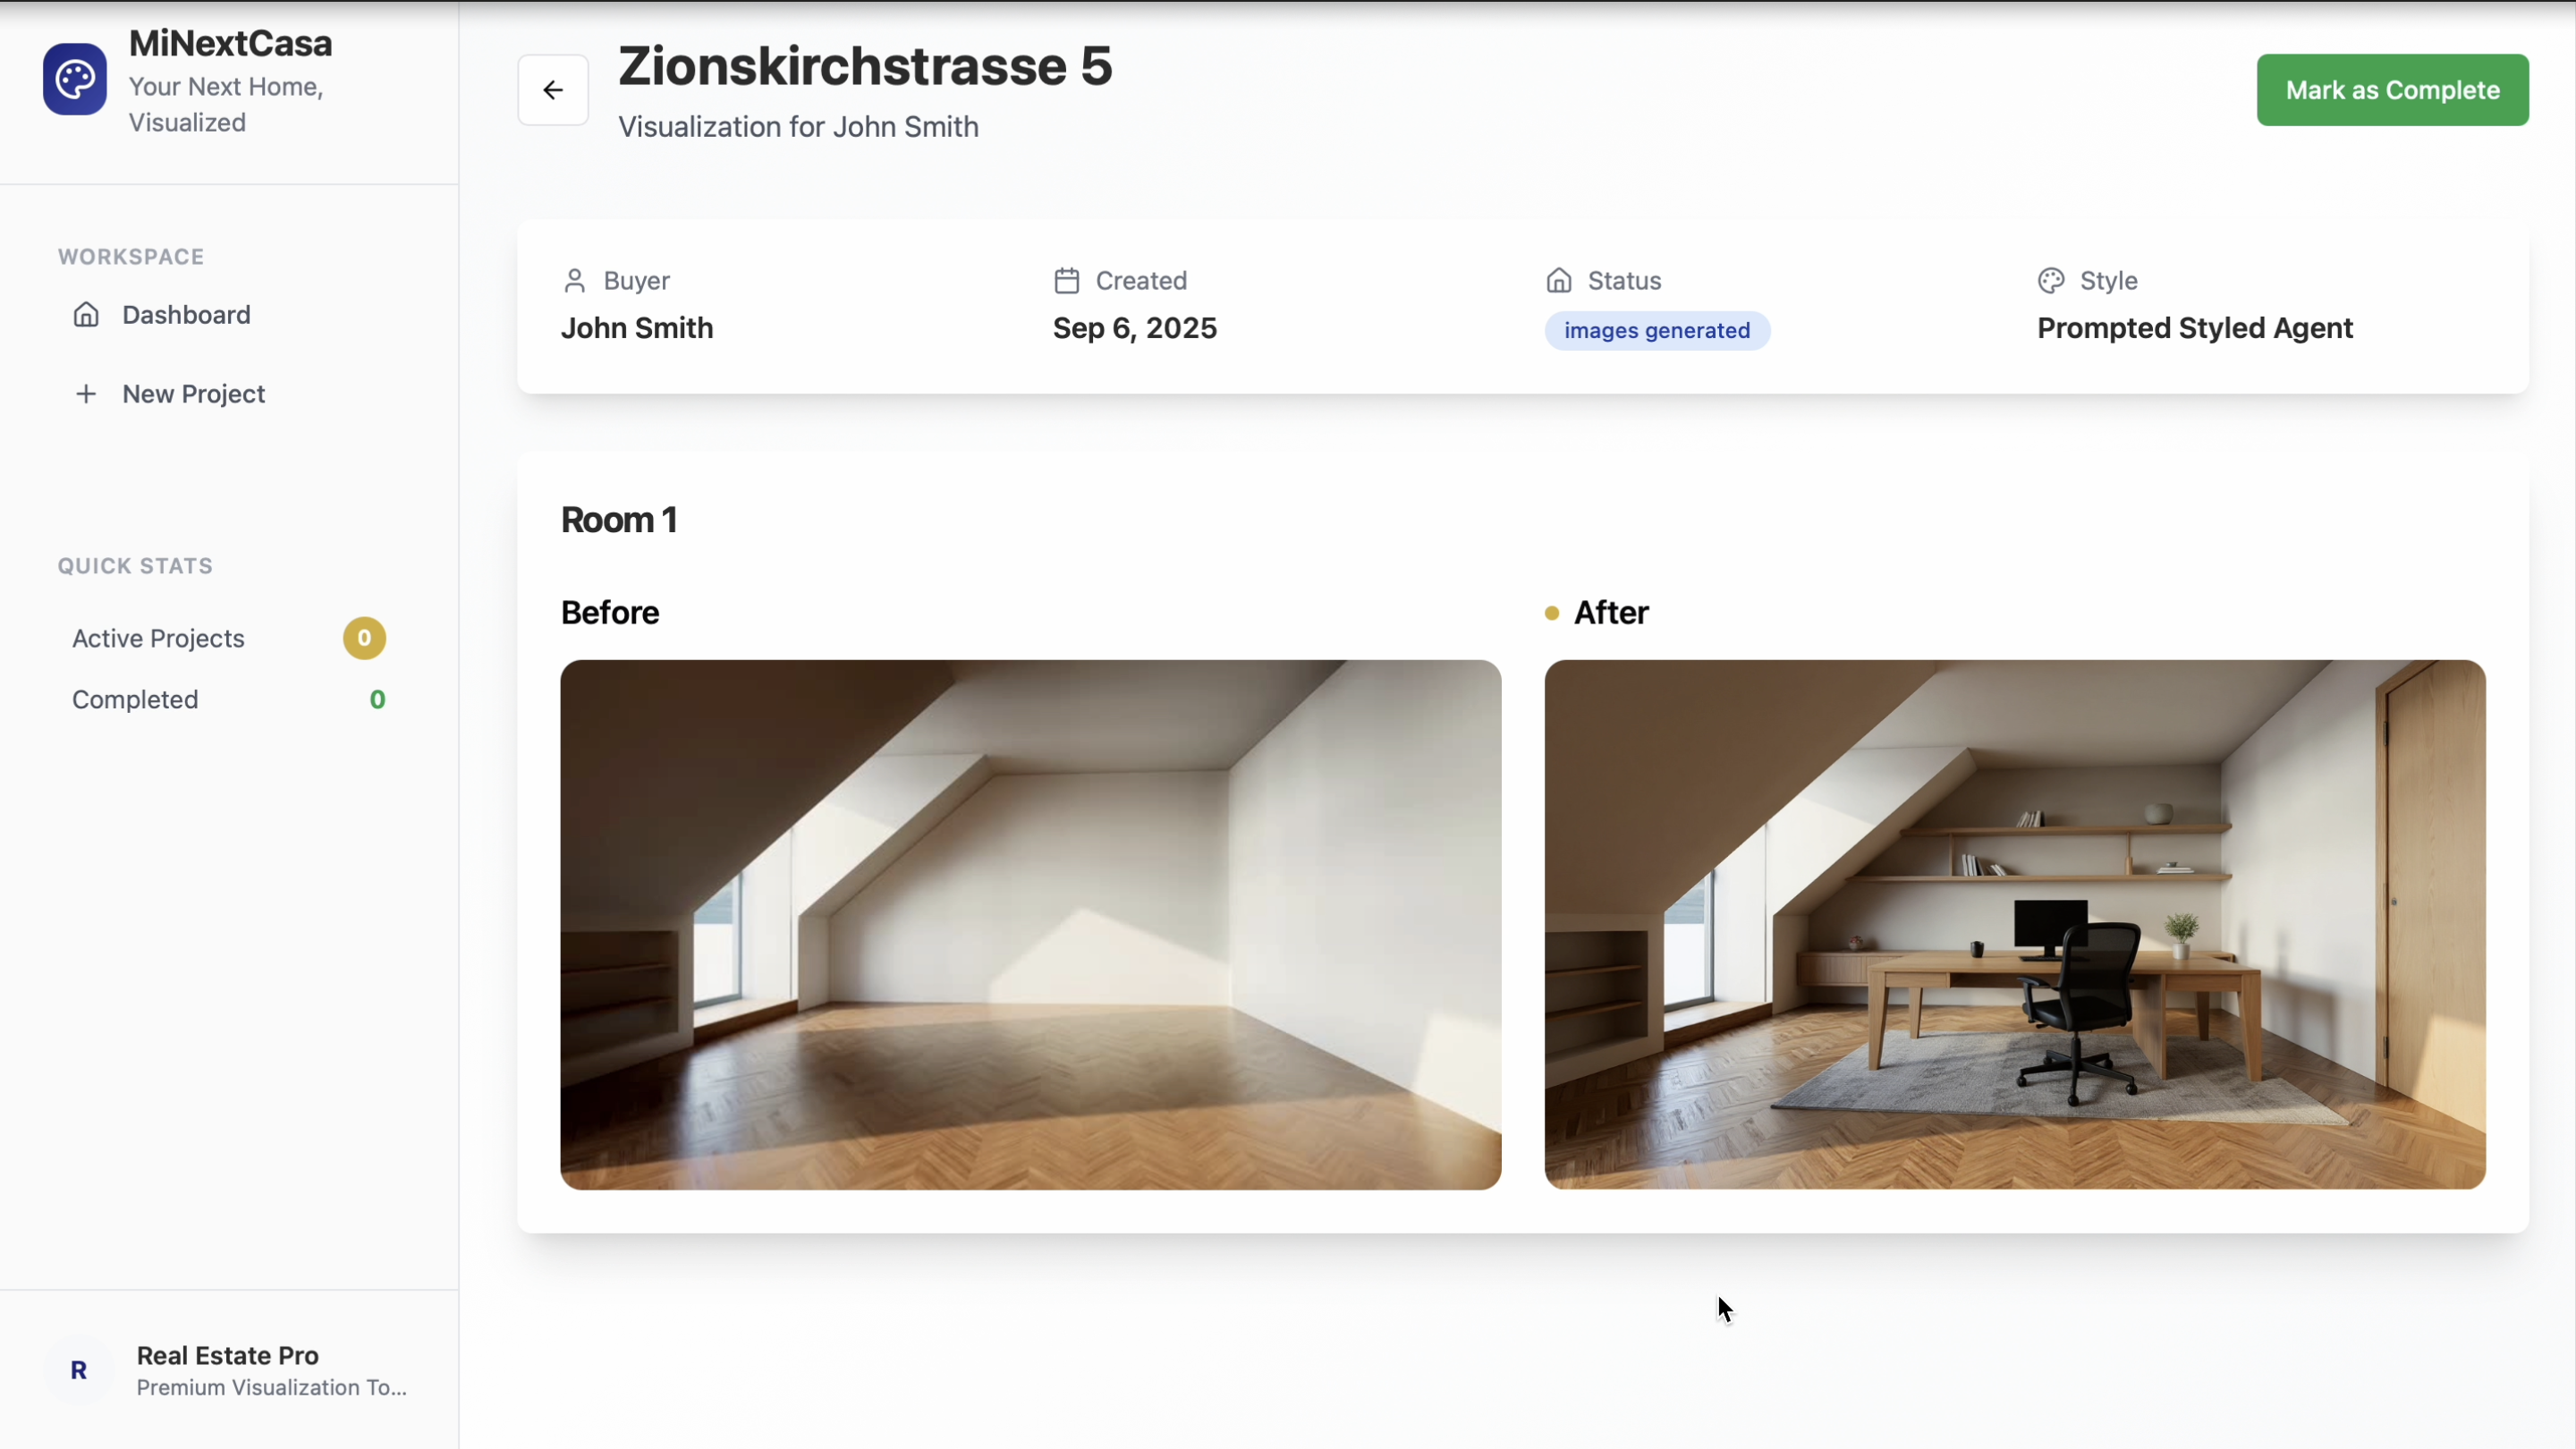 MiNextCasa
Your Next Home,
Visualized
WORKSPACE
Dashboard
New Project
QUICK STATS
Active Projects 0
Completed 0
R
Real Estate Pro
Premium Visualization To...
Zionskirchstrasse 5
Visualization for John Smith
Mark as Complete
Buyer
John Smith
Created
Sep 6, 2025
Status
images generated
Style
Prompted Styled Agent
Room 1
Before
After